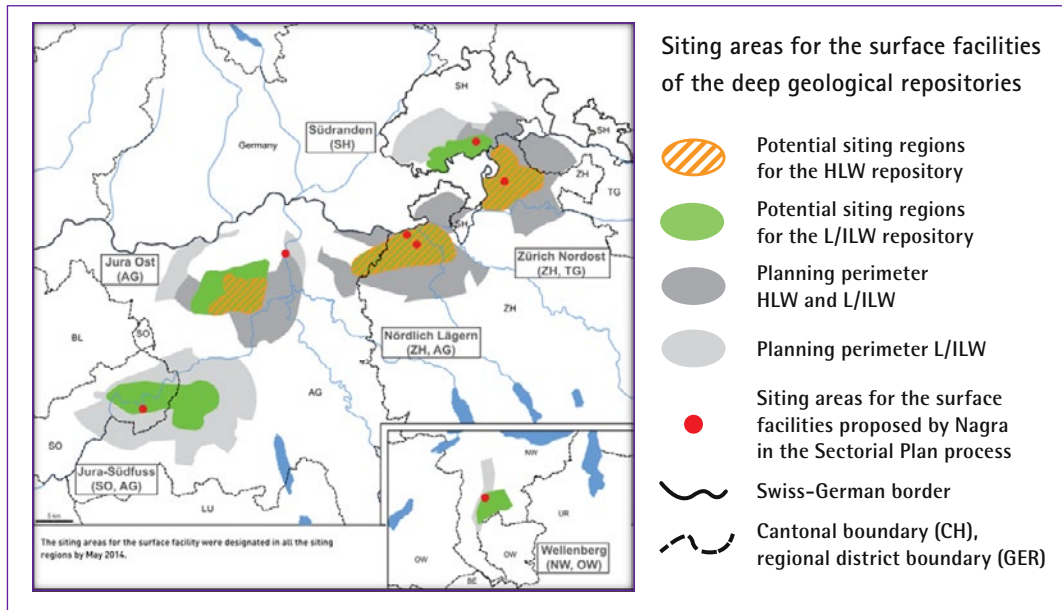 SH
SH
Südranden
(SH)
Germany
SH
ZH
TG
SH
Zürich Nordost
(ZH, TG)
Jura Ost
(AG)
ZH
Nördlich Lägern
(ZH, AG)
BL
SO
AG
SO
Jura-Südfuss
(SO, AG)
LU
5 km
NW
UR
Wellenberg
(NW, OW)
OW
OW
BE
The siting areas for the surface facility were designated in all the siting
regions by May 2014.
Siting areas for the surface facilities
of the deep geological repositories
Potential siting regions
for the HLW repository
Potential siting regions
for the L/ILW repository
Planning perimeter
HLW and L/ILW
Planning perimeter L/ILW
Siting areas for the surface
facilities proposed by Nagra
in the Sectorial Plan process
Swiss-German border
Cantonal boundary (CH),
regional district boundary (GER)